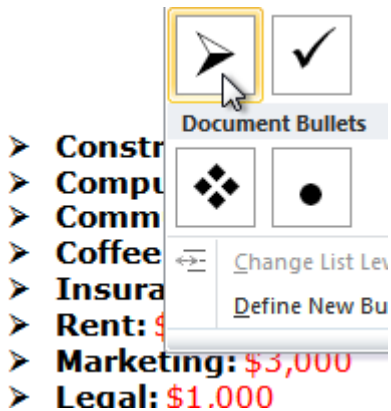 Document Bullets
Constr
Compu
Comm
Coffee
Insura
Change List Lev
Define New Bu
Rent: $
Marketing: $3,000
Legal: $1,000